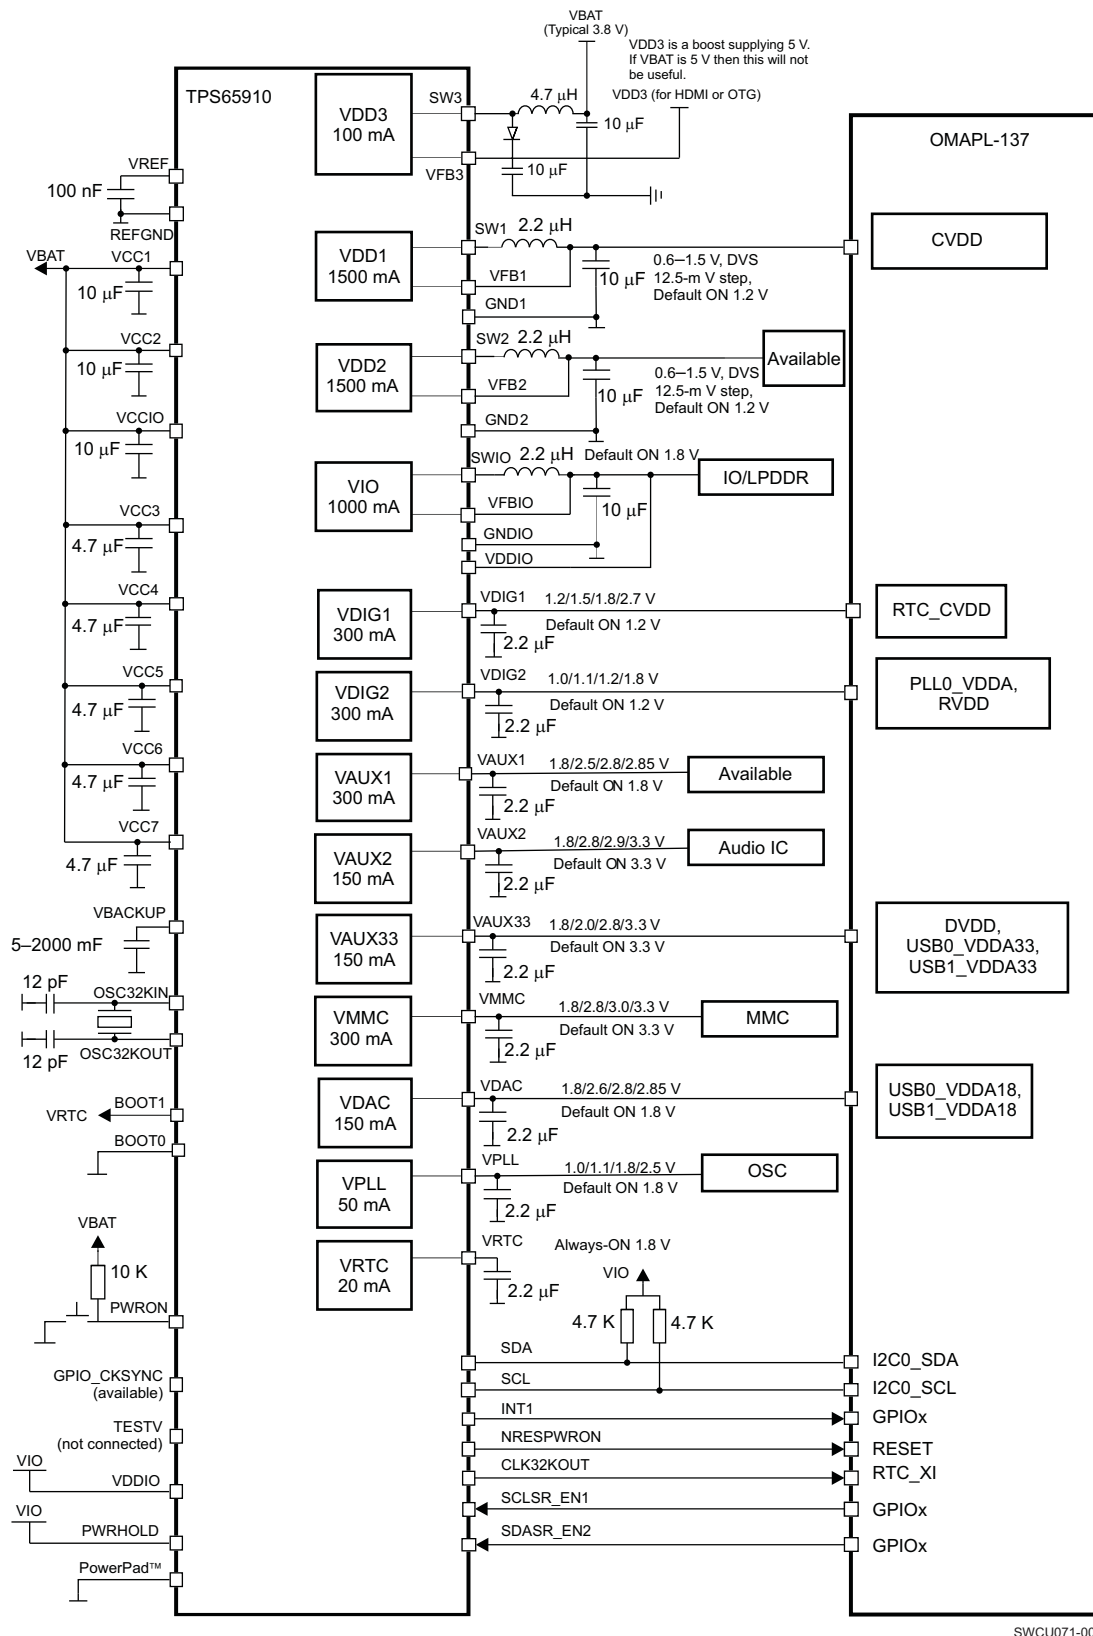 VBAT
(Typical 3.8 V)
VDD3 is a boost supplying 5 V.
If VBAT is 5 V then this will not
be useful.
VDD3 (for HDMI or OTG)
TPS65910
VDD3
100 mA
SW3
4.7 μH
10 μF
10 μF
VFB3
OMAPL-137
VREF
100 nF
REFGND
VBAT
VCC1
10 μF
VDD1
1500 mA
SW1
2.2 μH
VFB1
10 μF
GND1
0.6–1.5 V, DVS
12.5-m V step,
Default ON 1.2 V
CVDD
VCC2
10 μF
VDD2
1500 mA
SW2
2.2 μH
VFB2
10 μF
GND2
0.6–1.5 V, DVS
12.5-m V step,
Default ON 1.2 V
Available
VCCIO
10 μF
VIO
1000 mA
SWIO
2.2 μH
Default ON 1.8 V
VFBIO
10 μF
GNDIO
VDDIO
IO/LPDDR
VCC3
4.7 μF
VCC4
4.7 μF
VDIG1
300 mA
VDIG1
1.2/1.5/1.8/2.7 V
Default ON 1.2 V
2.2 μF
RTC_CVDD
VCC5
4.7 μF
VDIG2
300 mA
VDIG2
1.0/1.1/1.2/1.8 V
Default ON 1.2 V
2.2 μF
PLL0_VDDA,
RVDD
VCC6
4.7 μF
VAUX1
300 mA
VAUX1
1.8/2.5/2.8/2.85 V
Default ON 1.8 V
2.2 μF
Available
VCC7
4.7 μF
VAUX2
150 mA
VAUX2
1.8/2.8/2.9/3.3 V
Default ON 3.3 V
2.2 μF
Audio IC
VBACKUP
5–2000 mF
VAUX33
150 mA
VAUX33
1.8/2.0/2.8/3.3 V
Default ON 3.3 V
2.2 μF
DVDD,
USB0_VDDA33,
USB1_VDDA33
12 pF
OSC32KIN
OSC32KOUT
12 pF
VMMC
300 mA
VMMC
1.8/2.8/3.0/3.3 V
Default ON 3.3 V
2.2 μF
MMC
VRTC
BOOT1
BOOT0
VDAC
150 mA
VDAC
1.8/2.6/2.8/2.85 V
Default ON 1.8 V
2.2 μF
USB0_VDDA18,
USB1_VDDA18
VPLL
50 mA
VPLL
1.0/1.1/1.8/2.5 V
Default ON 1.8 V
2.2 μF
OSC
VBAT
10 K
PWRON
VRTC
20 mA
VRTC
Always-ON 1.8 V
2.2 μF
VIO
4.7 K
4.7 K
GPIO_CKSYNC
(available)
TESTV
(not connected)
VIO
VDDIO
VIO
PWRHOLD
PowerPad™
SDA
I2C0_SDA
SCL
I2C0_SCL
INT1
GPIOx
NRESPWRON
RESET
CLK32KOUT
RTC_XI
SCLSR_EN1
GPIOx
SDASR_EN2
GPIOx